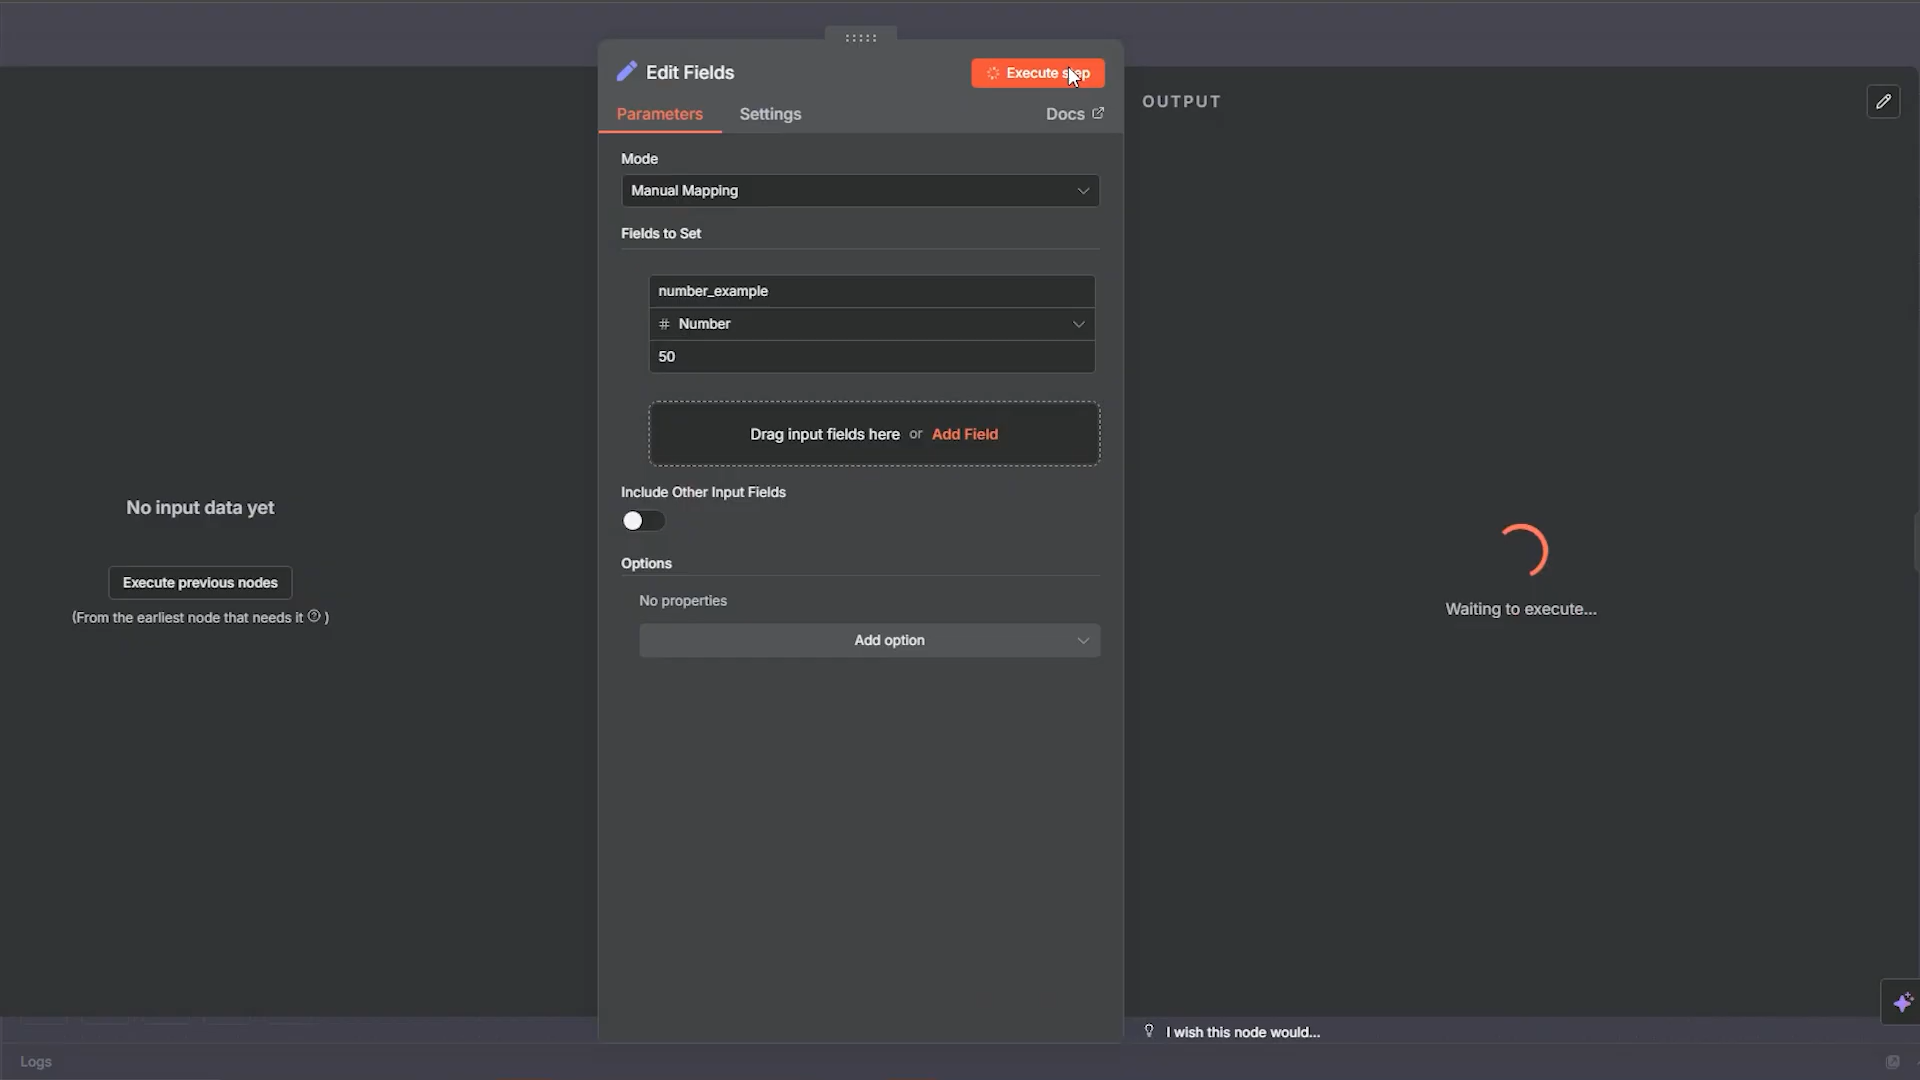 Edit Fields
Execute step
Parameters
Settings
Docs
OUTPUT
Mode
Manual Mapping
Fields to Set
number_example
# Number
50
Drag input fields here or Add Field
Include Other Input Fields
Options
No properties
Add option
No input data yet
Execute previous nodes
(From the earliest node that needs it ? )
Waiting to execute...
I wish this node would...
Logs